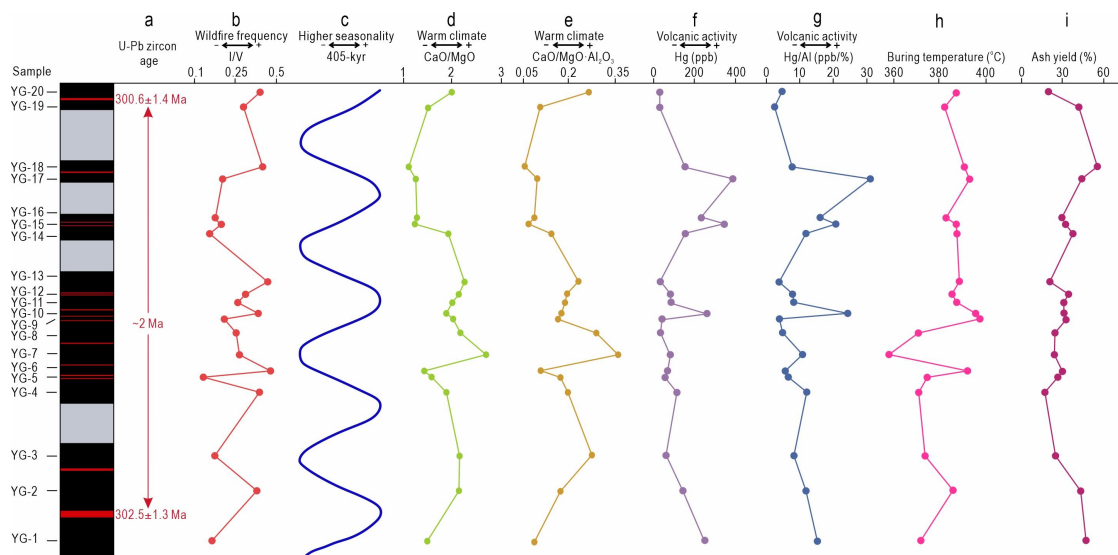 a b c d e f g h i
U-Pb zircon
age
Wildfire frequency
- +
I/V
0.1 0.25 0.5
Higher seasonality
- +
405-kyr
Warm climate
- +
CaO/MgO
1 2 3
Warm climate
- +
CaO/MgO·Al₂O₃
0.05 0.2 0.35
Volcanic activity
- +
Hg (ppb)
0 200 400
Volcanic activity
- +
Hg/Al (ppb/%)
0 10 20 30
Buring temperature (°C)
360 380 400
Ash yield (%)
20 40 60
Sample
YG-20
YG-19
YG-18
YG-17
YG-16
YG-15
YG-14
YG-13
YG-12
YG-11
YG-10
YG-9
YG-8
YG-7
YG-6
YG-5
YG-4
YG-3
YG-2
YG-1
300.6±1.4 Ma
~2 Ma
302.5±1.3 Ma